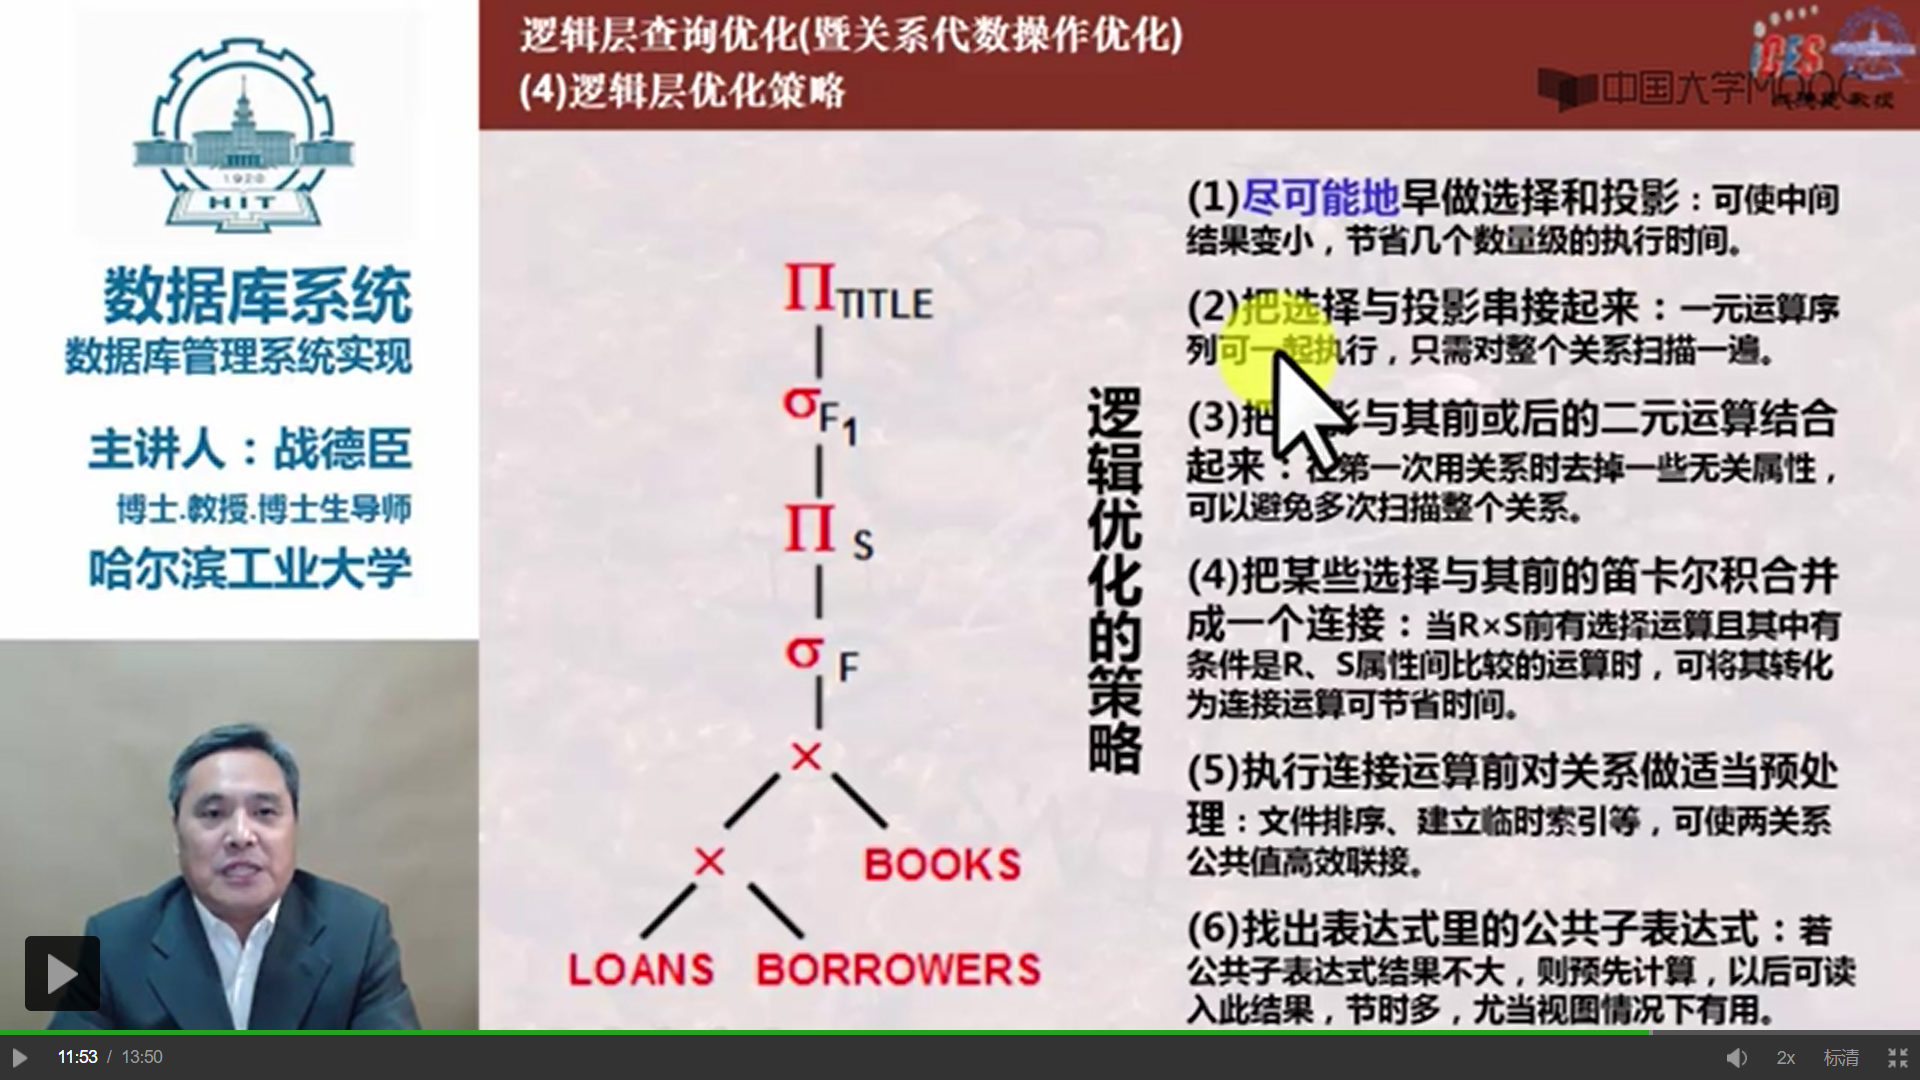 1920
HIT
数据库系统
数据库管理系统实现
主讲人：战德臣
博士.教授.博士生导师
哈尔滨工业大学
逻辑层查询优化(暨关系代数操作优化)
(4)逻辑层优化策略
中国大学MOOC
Π TITLE
σ F1
Π S
σ F
×
× BOOKS
LOANS BORROWERS
逻辑优化的策略
(1)尽可能地早做选择和投影：可使中间
结果变小，节省几个数量级的执行时间。
(2)把选择与投影串接起来：一元运算序
列可一起执行，只需对整个关系扫描一遍。
(3)把 影与其前或后的二元运算结合
起来：在第一次用关系时去掉一些无关属性，
可以避免多次扫描整个关系。
(4)把某些选择与其前的笛卡尔积合并
成一个连接：当R×S前有选择运算且其中有
条件是R、S属性间比较的运算时，可将其转化
为连接运算可节省时间。
(5)执行连接运算前对关系做适当预处
理：文件排序、建立临时索引等，可使两关系
公共值高效联接。
(6)找出表达式里的公共子表达式：若
公共子表达式结果不大，则预先计算，以后可读
入此结果，节时多，尤当视图情况下有用。
11:53 / 13:50
2x
标清